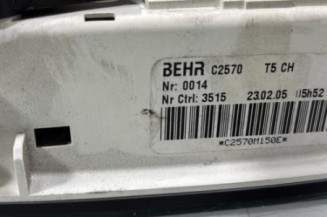 BEHR C2570 T5 CH
Nr: 0014
Nr Ctrl: 3515 23.02.05 15h52
*C2570M150E*